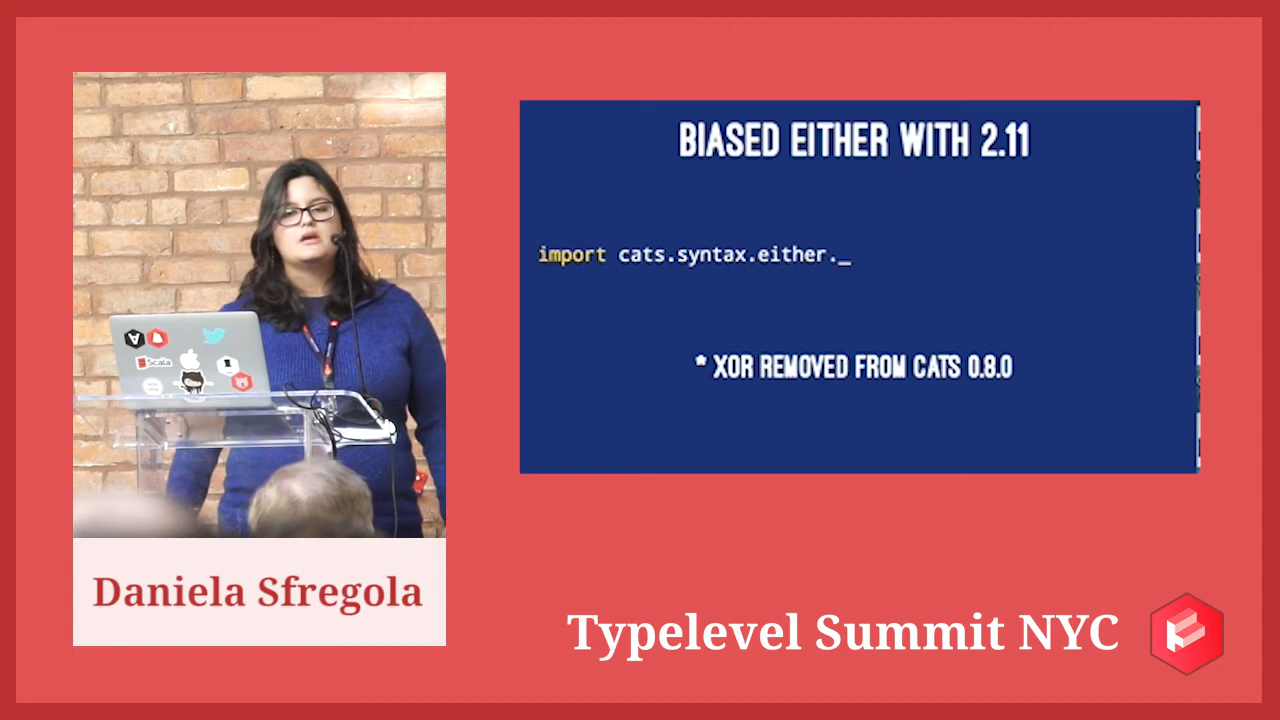 BIASED EITHER WITH 2.11
import cats.syntax.either._
* XOR REMOVED FROM CATS 0.8.0
Scala
Daniela Sfregola
Typelevel Summit NYC